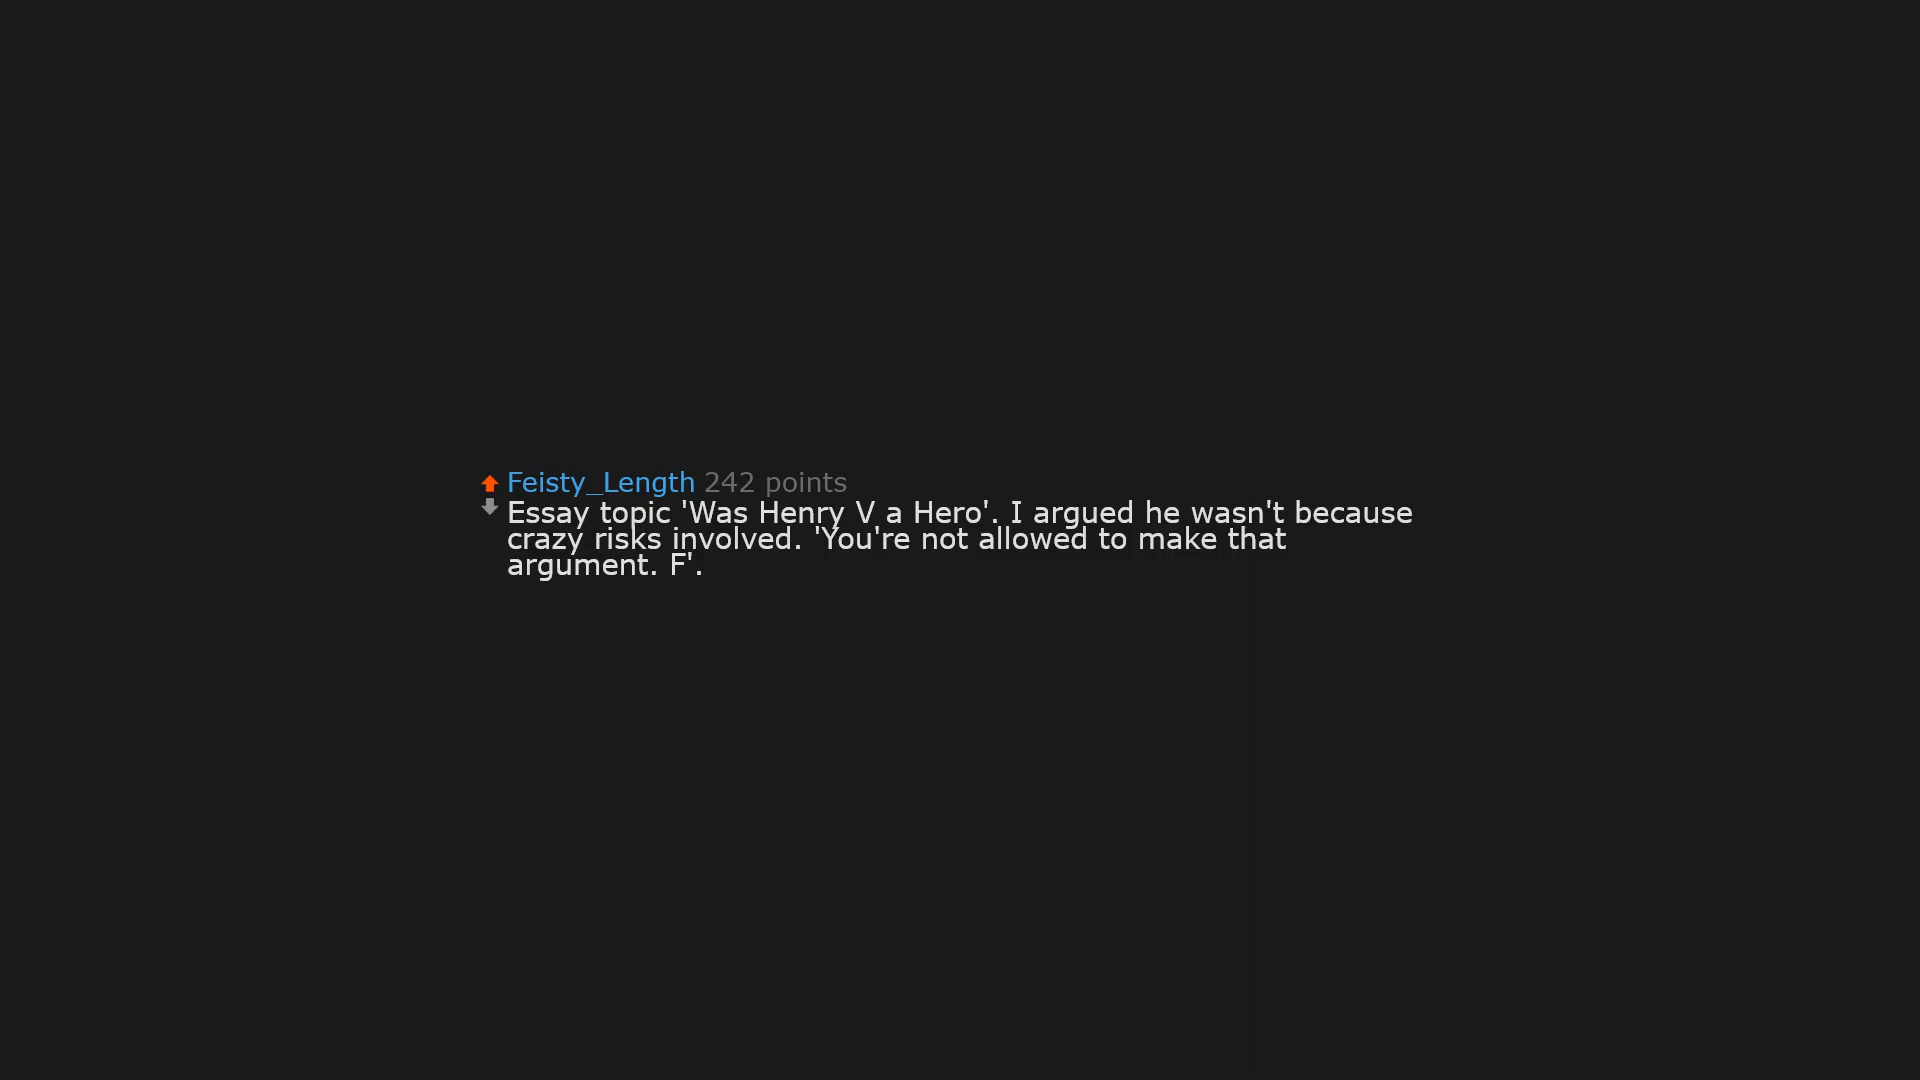 Feisty_Length 242 points
Essay topic 'Was Henry V a Hero'. I argued he wasn't because
crazy risks involved. 'You're not allowed to make that
argument. F'.